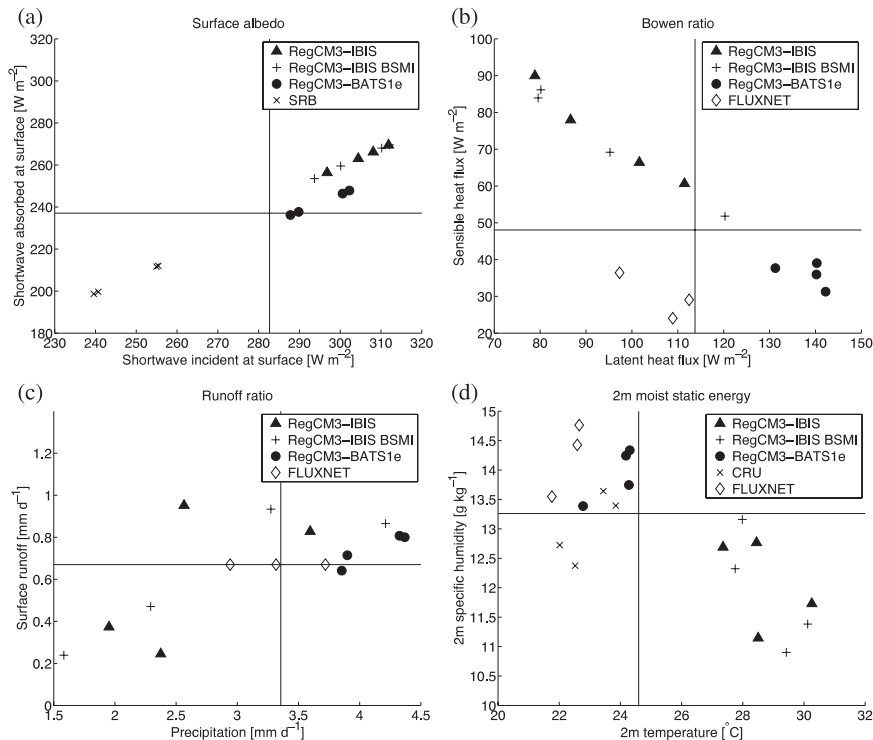 (a)
Surface albedo
RegCM3−IBIS
RegCM3−IBIS BSMI
RegCM3−BATS1e
SRB
Shortwave absorbed at surface [W m−2]
320
300
280
260
240
220
200
180
230 240 250 260 270 280 290 300 310 320
Shortwave incident at surface [W m−2]
(b)
Bowen ratio
RegCM3−IBIS
RegCM3−IBIS BSMI
RegCM3−BATS1e
FLUXNET
Sensible heat flux [W m−2]
100
90
80
70
60
50
40
30
20
70 80 90 100 110 120 130 140 150
Latent heat flux [W m−2]
(c)
Runoff ratio
RegCM3−IBIS
RegCM3−IBIS BSMI
RegCM3−BATS1e
FLUXNET
Surface runoff [mm d−1]
1.2
1
0.8
0.6
0.4
0.2
0
1.5 2 2.5 3 3.5 4 4.5
Precipitation [mm d−1]
(d)
2m moist static energy
RegCM3−IBIS
RegCM3−IBIS BSMI
RegCM3−BATS1e
CRU
FLUXNET
2m specific humidity [g kg−1]
15
14.5
14
13.5
13
12.5
12
11.5
11
10.5
10
20 22 24 26 28 30 32
2m temperature [°C]